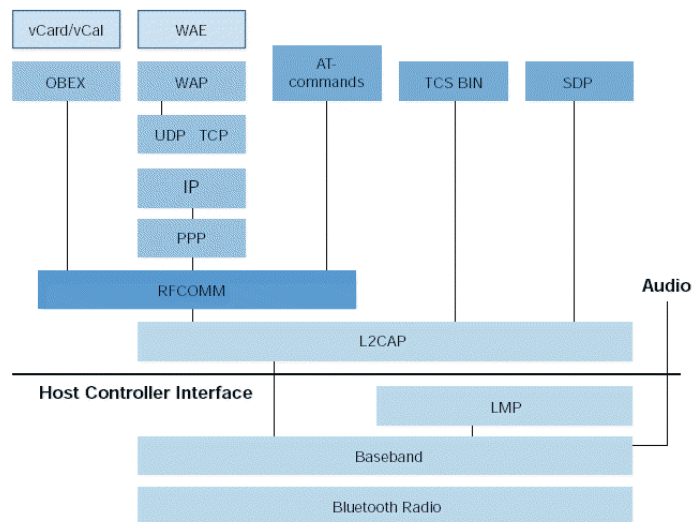 vCard/vCal
WAE
OBEX
WAP
AT-
commands
TCS BIN
SDP
UDP TCP
IP
PPP
RFCOMM
Audio
L2CAP
Host Controller Interface
LMP
Baseband
Bluetooth Radio